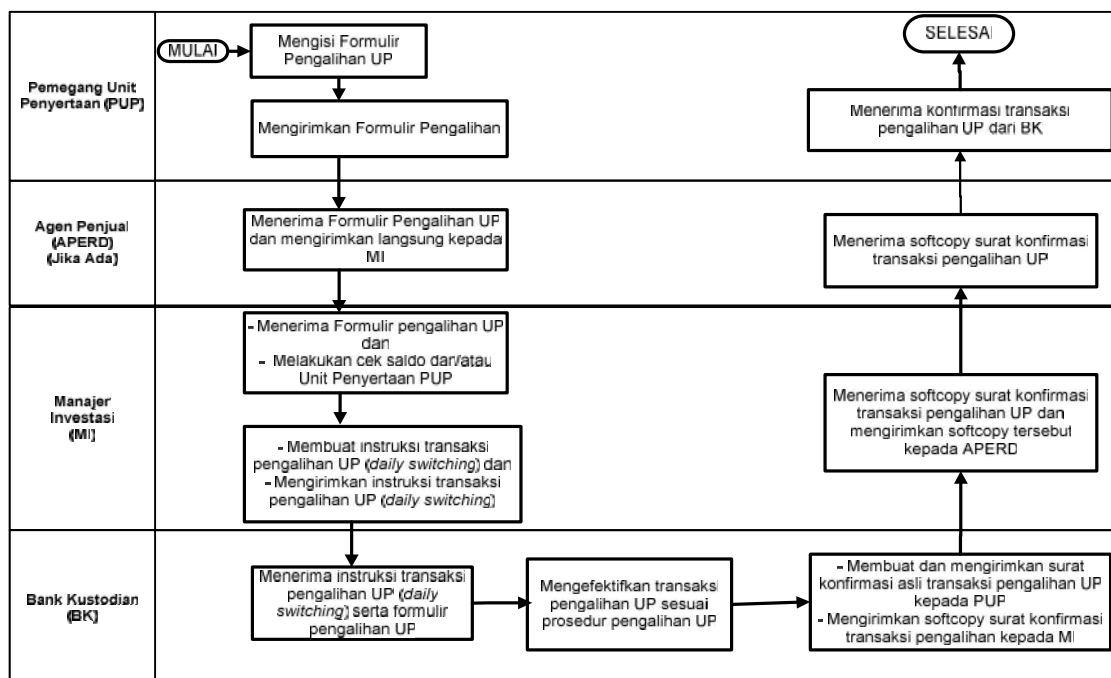 Pemegang Unit
Penyertaan (PUP)
MULAI
Mengisi Formulir
Pengalihan UP
Mengirimkan Formulir Pengalihan
SELESAI
Menerima konfirmasi transaksi
pengalihan UP dari BK
Agen Penjual
(APERD)
(Jika Ada)
Menerima Formulir Pengalihan UP
dan mengirimkan langsung kepada
MI
Menerima softcopy surat konfirmasi
transaksi pengalihan UP
Manajer
Investasi
(MI)
- Menerima Formulir pengalihan UP
dan
- Melakukan cek saldo dan/atau
Unit Penyertaan PUP
- Membuat instruksi transaksi
pengalihan UP (daily switching) dan
- Mengirimkan instruksi transaksi
pengalihan UP (daily switching)
Menerima softcopy surat konfirmasi
transaksi pengalihan UP dan
mengirimkan softcopy tersebut
kepada APERD
Bank Kustodian
(BK)
Menerima instruksi transaksi
pengalihan UP (daily
switching) serta formulir
pengalihan UP
Mengefektifkan transaksi
pengalihan UP sesuai
prosedur pengalihan UP
- Membuat dan mengirimkan surat
konfirmasi asli transaksi pengalihan UP
kepada PUP
- Mengirimkan softcopy surat konfirmasi
transaksi pengalihan kepada MI